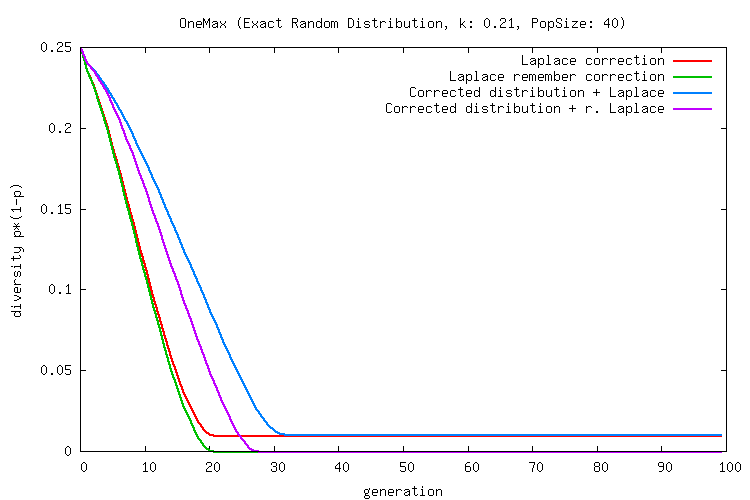 OneMax (Exact Random Distribution, k: 0.21, PopSize: 40)
Laplace correction
Laplace remember correction
Corrected distribution + Laplace
Corrected distribution + r. Laplace
0.25
0.2
0.15
0.1
0.05
0
diversity p*(1-p)
0 10 20 30 40 50 60 70 80 90 100
generation